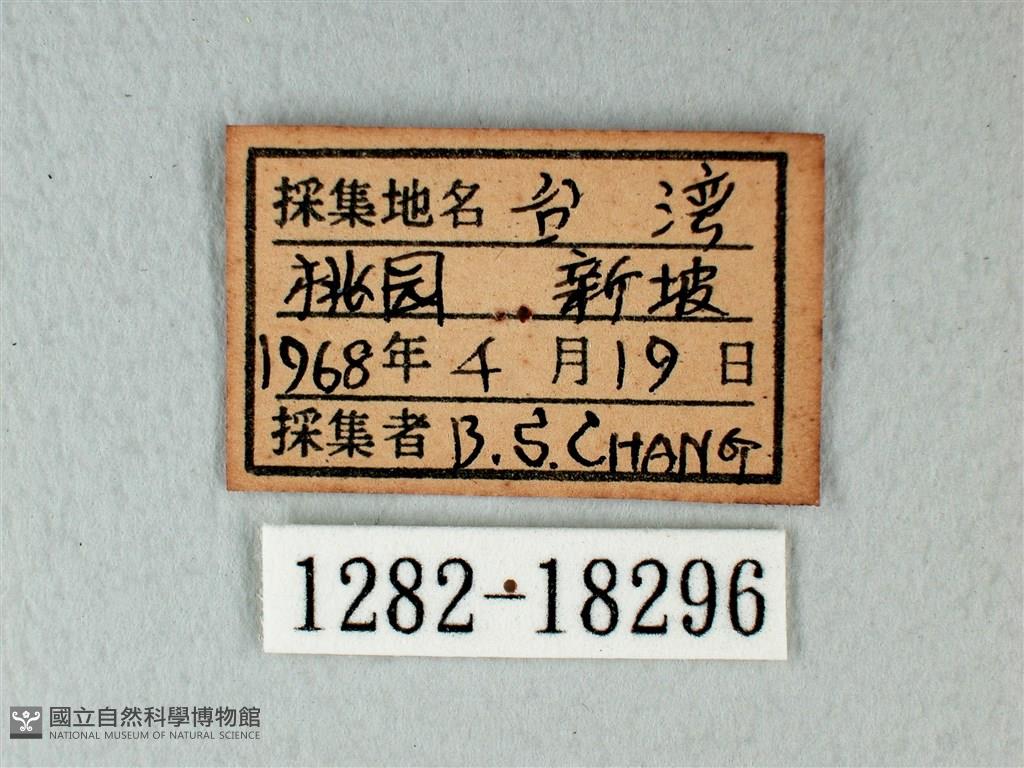 採集地名 台 湾
桃园 新坡
1968年 4 月 19 日
採集者 B.S.CHANG
1282-18296
國立自然科學博物館
NATIONAL MUSEUM OF NATURAL SCIENCE